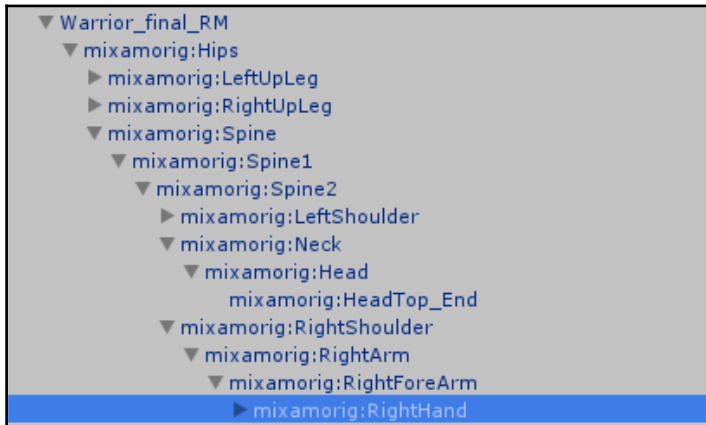 Warrior_final_RM
mixamorig:Hips
mixamorig:LeftUpLeg
mixamorig:RightUpLeg
mixamorig:Spine
mixamorig:Spine1
mixamorig:Spine2
mixamorig:LeftShoulder
mixamorig:Neck
mixamorig:Head
mixamorig:HeadTop_End
mixamorig:RightShoulder
mixamorig:RightArm
mixamorig:RightForeArm
mixamorig:RightHand